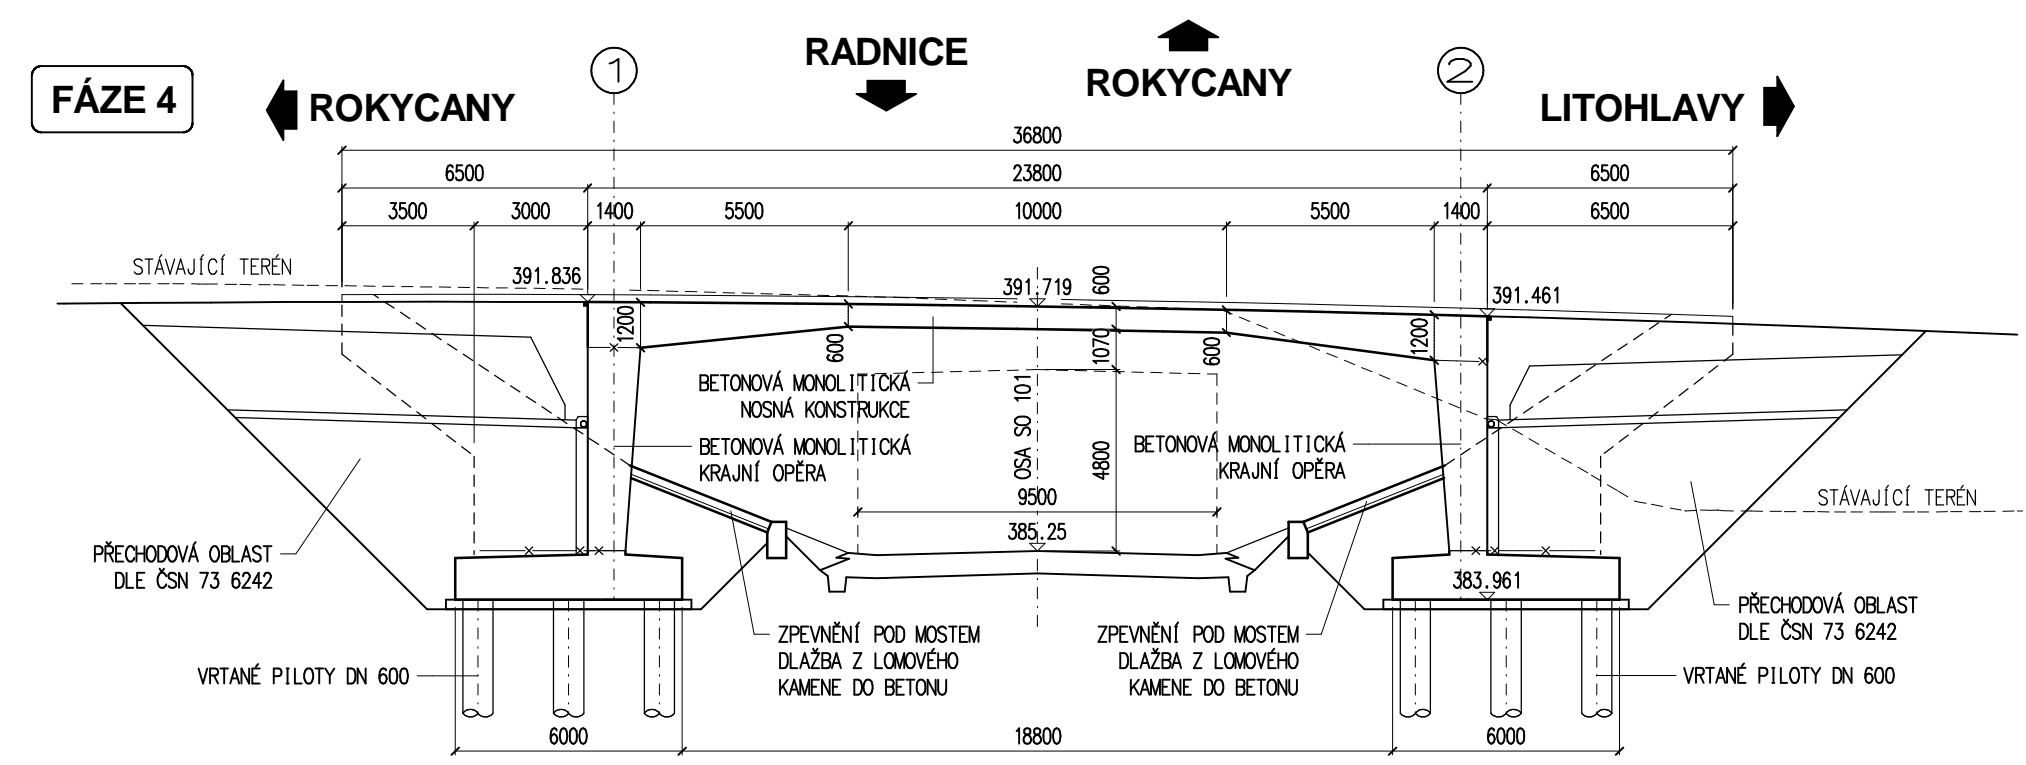 FÁZE 4
ROKYCANY
1
RADNICE
ROKYCANY
2
LITOHLAVY
36800
6500
23800
6500
3500
3000
1400
5500
10000
5500
1400
6500
STÁVAJÍCÍ TERÉN
391.836
391.719
600
391.461
1200
600
1070
600
1200
BETONOVÁ MONOLITICKÁ
NOSNÁ KONSTRUKCE
OSA SO 101
4800
BETONOVÁ MONOLITICKÁ
KRAJNÍ OPĚRA
BETONOVÁ MONOLITICKÁ
KRAJNÍ OPĚRA
9500
385.25
STÁVAJÍCÍ TERÉN
PŘECHODOVÁ OBLAST
DLE ČSN 73 6242
383.961
PŘECHODOVÁ OBLAST
DLE ČSN 73 6242
ZPEVNĚNÍ POD MOSTEM
DLAŽBA Z LOMOVÉHO
KAMENE DO BETONU
ZPEVNĚNÍ POD MOSTEM
DLAŽBA Z LOMOVÉHO
KAMENE DO BETONU
VRTANÉ PILOTY DN 600
VRTANÉ PILOTY DN 600
6000
18800
6000